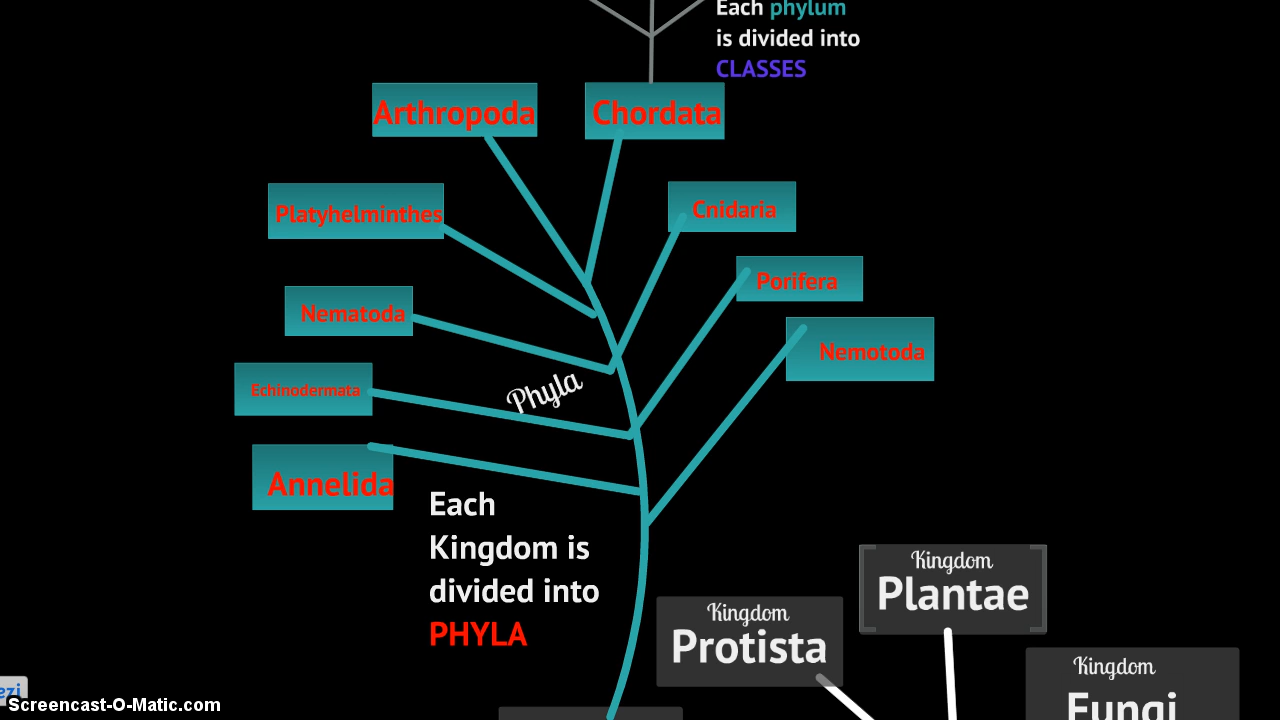 Each phylum
is divided into
CLASSES
Arthropoda
Chordata
Platyhelminthes
Cnidaria
Porifera
Nematoda
Nemotoda
Echinodermata
Phyla
Annelida
Each
Kingdom is
divided into
PHYLA
Kingdom
Plantae
Kingdom
Protista
Kingdom
Fungi
ezi
Screencast-O-Matic.com